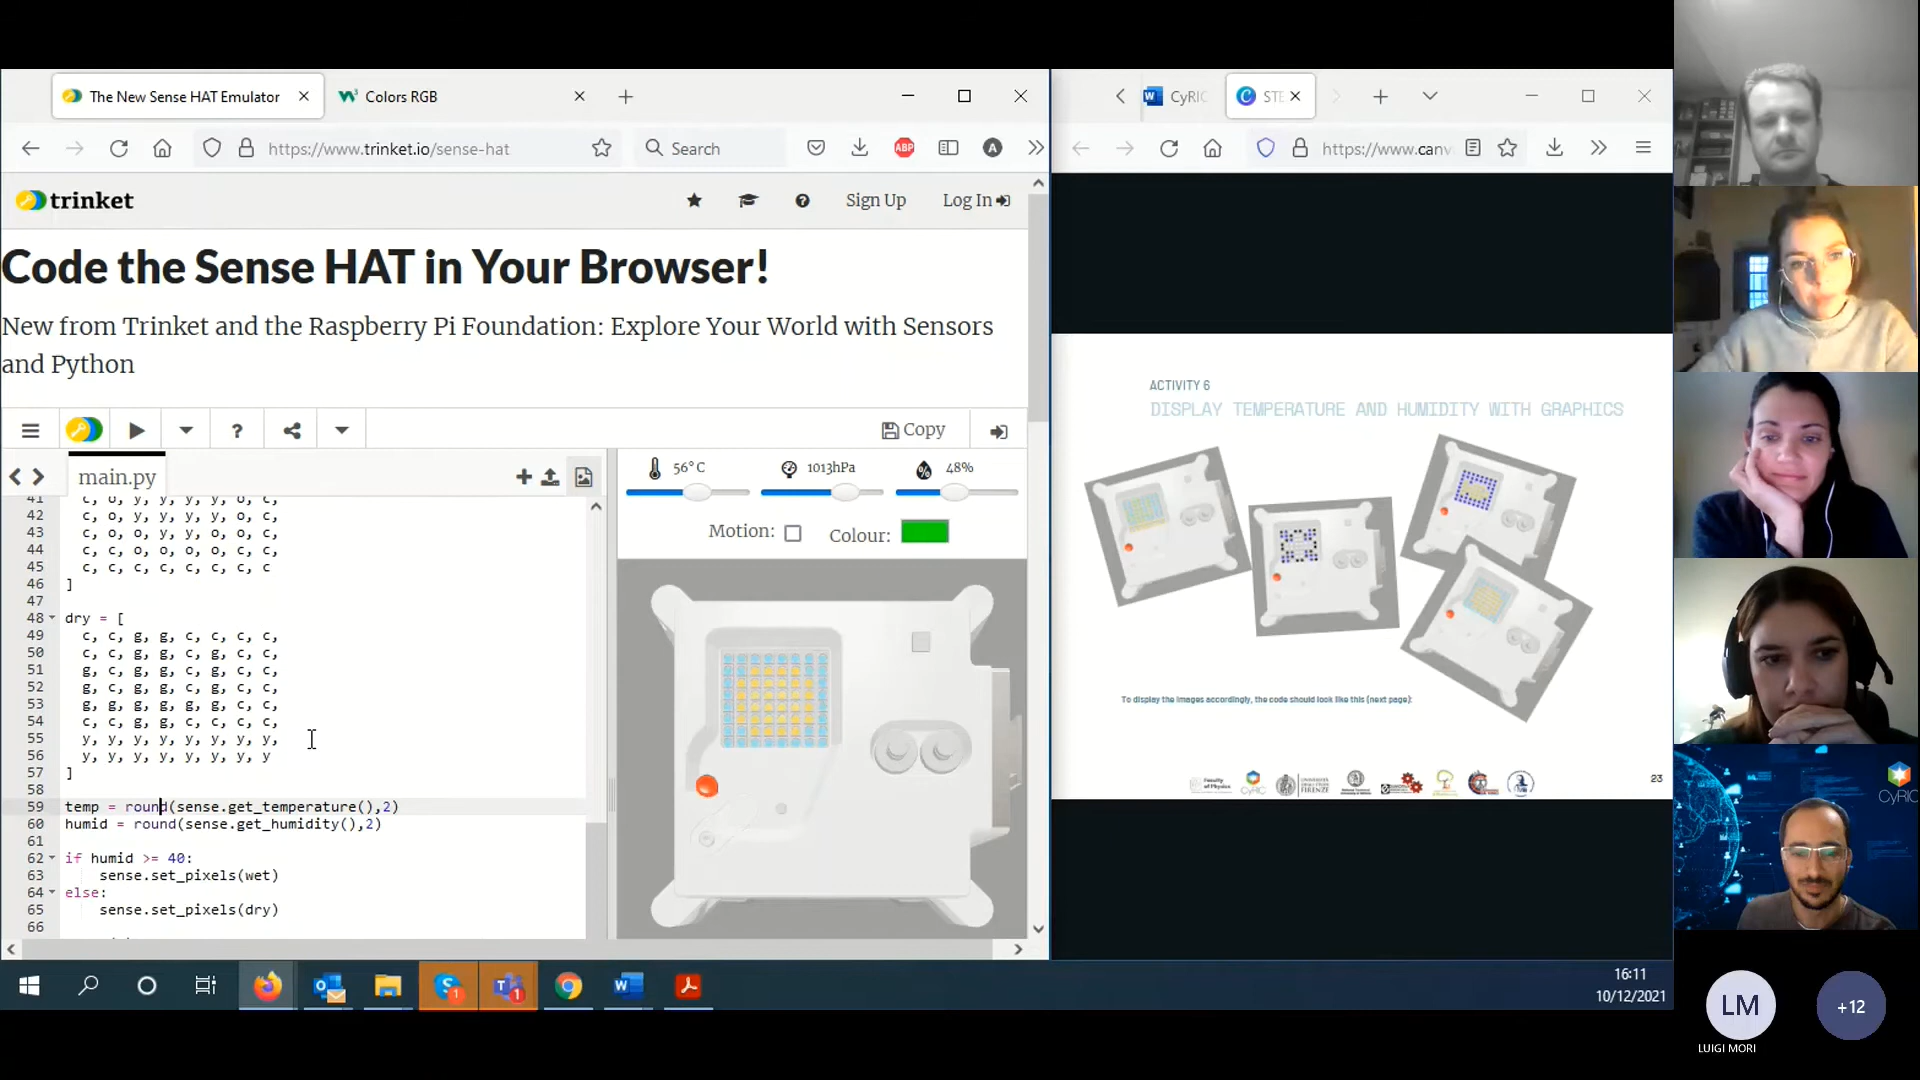 The New Sense HAT Emulator
Colors RGB
https://www.trinket.io/sense-hat
Search
ABP
A
trinket
Sign Up
Log In
Code the Sense HAT in Your Browser!
New from Trinket and the Raspberry Pi Foundation: Explore Your World with Sensors
and Python
Copy
main.py
41 c, o, y, y, y, y, o, c,
42 c, o, y, y, y, y, o, c,
43 c, o, o, y, y, o, o, c,
44 c, c, o, o, o, o, c, c,
45 c, c, c, c, c, c, c, c
46 ]
47
48 dry = [
49 c, c, g, g, c, c, c, c,
50 c, c, g, g, c, g, c, c,
51 g, c, g, g, c, g, c, c,
52 g, c, g, g, c, g, c, c,
53 g, g, g, g, g, g, c, c,
54 c, c, g, g, c, c, c, c,
55 y, y, y, y, y, y, y, y,
56 y, y, y, y, y, y, y, y
57 ]
58
59 temp = round(sense.get_temperature(),2)
60 humid = round(sense.get_humidity(),2)
61
62 if humid >= 40:
63 sense.set_pixels(wet)
64 else:
65 sense.set_pixels(dry)
66
56°C
1013hPa
48%
Motion:
Colour:
CyRIC
STE
https://www.canv
ACTIVITY 6
DISPLAY TEMPERATURE AND HUMIDITY WITH GRAPHICS
To display the images accordingly, the code should look like this (next page):
CyRIC
FIRENZE
23
16:11
10/12/2021
CyRIC
LM
+12
LUIGI MORI